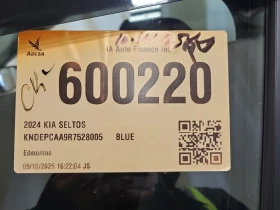 ADESA
IA Auto Finance Inc
600220
2024 KIA SELTOS
KNDEPCAA9R7528005 BLUE
Edmonton
09/10/2025 16:22:04 JS